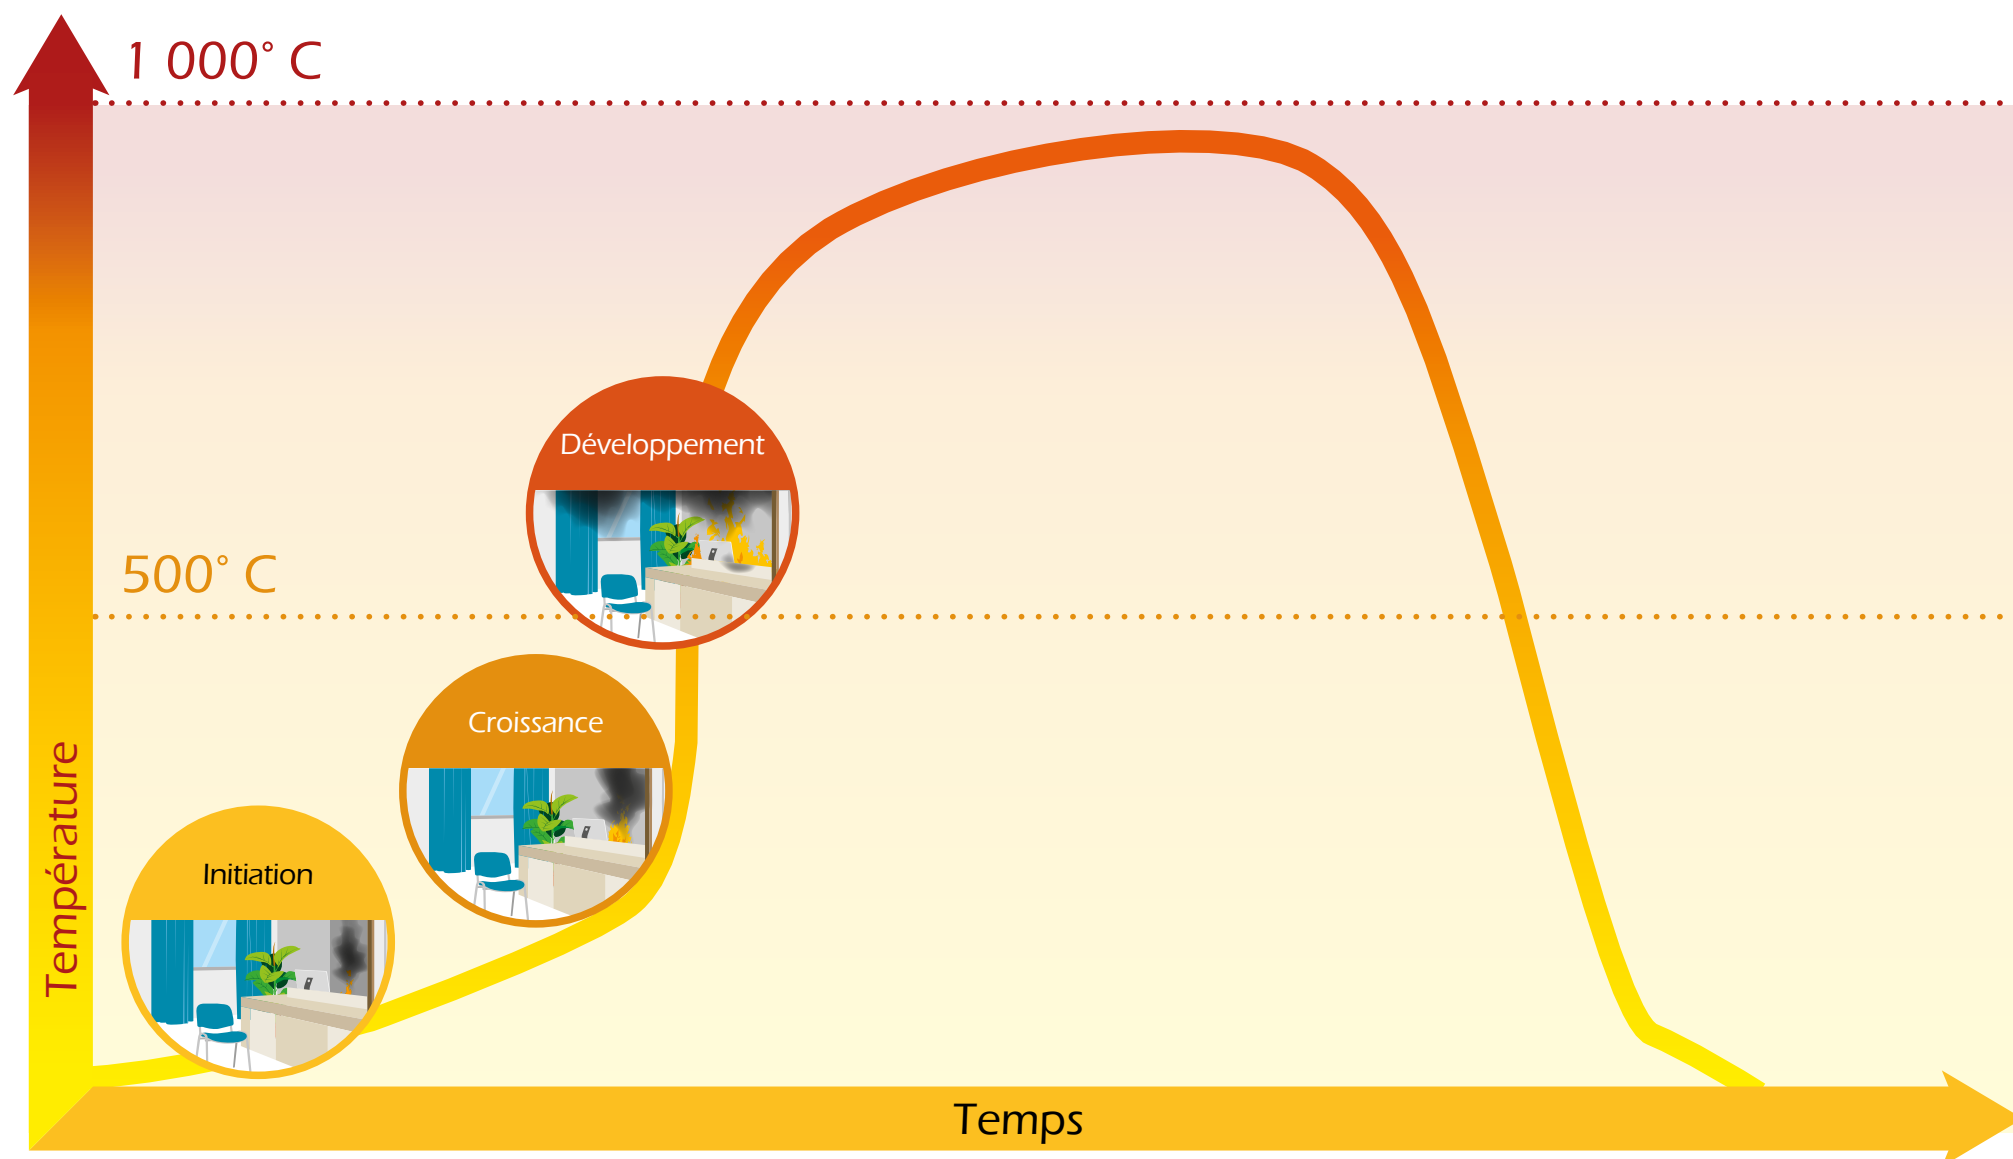 1 000° C
Développement
500° C
Croissance
Température
Initiation
Temps